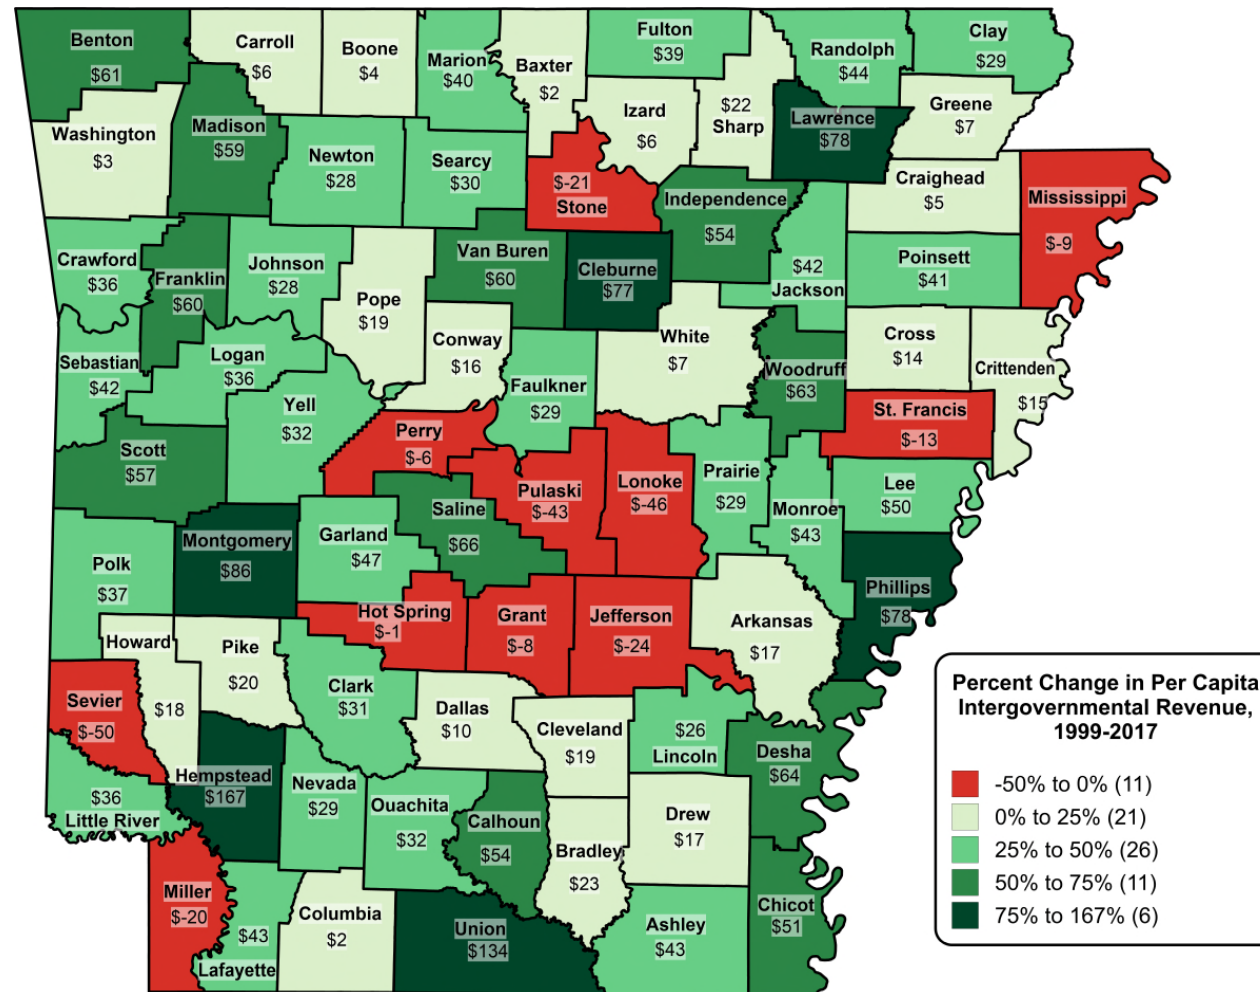 Benton
$61
Carroll
$6
Boone
$4
Marion
$40
Baxter
$2
Fulton
$39
Randolph
$44
Clay
$29
Washington
$3
Madison
$59
Newton
$28
Searcy
$30
$-21
Stone
Izard
$6
$22
Sharp
Lawrence
$78
Greene
$7
Independence
$54
Craighead
$5
Mississippi
$-9
Crawford
$36
Franklin
$60
Johnson
$28
Pope
$19
Van Buren
$60
Cleburne
$77
$42
Jackson
Poinsett
$41
Sebastian
$42
Logan
$36
Yell
$32
Conway
$16
Faulkner
$29
White
$7
Woodruff
$63
Cross
$14
Crittenden
$15
Scott
$57
Perry
$-6
Pulaski
$-43
Lonoke
$-46
Prairie
$29
St. Francis
$-13
Monroe
$43
Lee
$50
Polk
$37
Montgomery
$86
Garland
$47
Saline
$66
Phillips
$78
Howard
$18
Pike
$20
Hot Spring
$-1
Grant
$-8
Jefferson
$-24
Arkansas
$17
Sevier
$-50
Clark
$31
Dallas
$10
Cleveland
$19
$26
Lincoln
Desha
$64
$36
Little River
Hempstead
$167
Nevada
$29
Ouachita
$32
Calhoun
$54
Bradley
$23
Drew
$17
Miller
$-20
$43
Lafayette
Columbia
$2
Union
$134
Ashley
$43
Chicot
$51
Percent Change in Per Capita
Intergovernmental Revenue,
1999-2017
-50% to 0% (11)
0% to 25% (21)
25% to 50% (26)
50% to 75% (11)
75% to 167% (6)